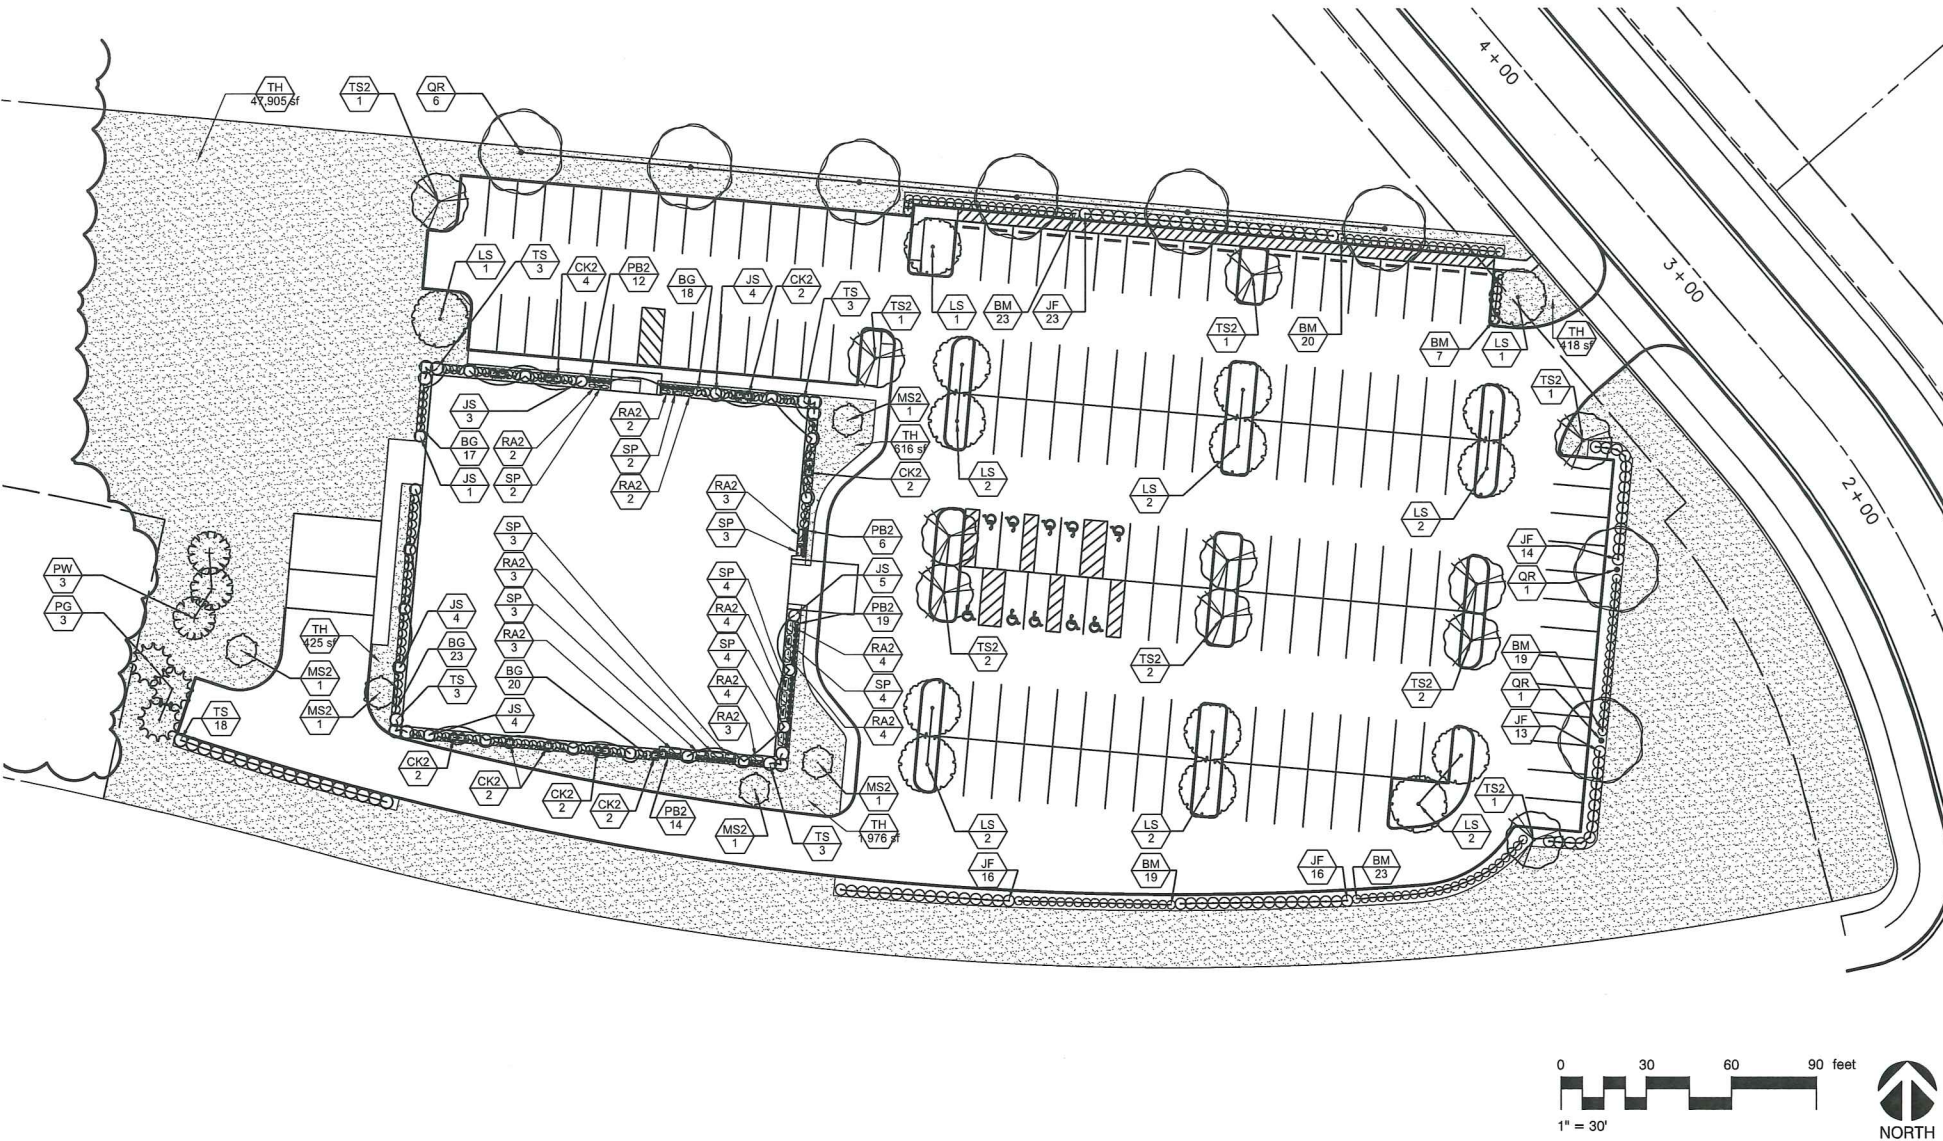 4+00
TH
47,905 sf
TS2
1
QR
6
3+00
LS
1
TS
3
CK2
4
PB2
12
BG
18
JS
4
CK2
2
TS
3
TS2
1
LS
1
BM
23
JF
23
TS2
1
BM
20
BM
7
LS
1
TH
418 sf
TS2
1
JS
3
BG
17
JS
1
RA2
2
SP
2
RA2
2
SP
2
RA2
2
MS2
1
TH
616 sf
CK2
2
LS
2
LS
2
LS
2
2+00
RA2
3
SP
3
PB2
6
JS
5
PB2
19
RA2
4
SP
4
RA2
4
SP
3
RA2
3
SP
3
RA2
3
BG
20
JS
4
SP
4
RA2
4
SP
4
RA2
4
RA2
3
JF
14
QR
1
BM
19
QR
1
JF
13
PW
3
PG
3
TH
425 sf
JS
4
BG
23
TS
3
MS2
1
MS2
1
TS
18
TS2
2
TS2
2
TS2
2
CK2
2
CK2
2
CK2
2
CK2
2
PB2
14
MS2
1
TS
3
MS2
1
TH
1,976 sf
LS
2
LS
2
LS
2
TS2
1
JF
16
BM
19
JF
16
BM
23
0 30 60 90 feet
1" = 30'
NORTH